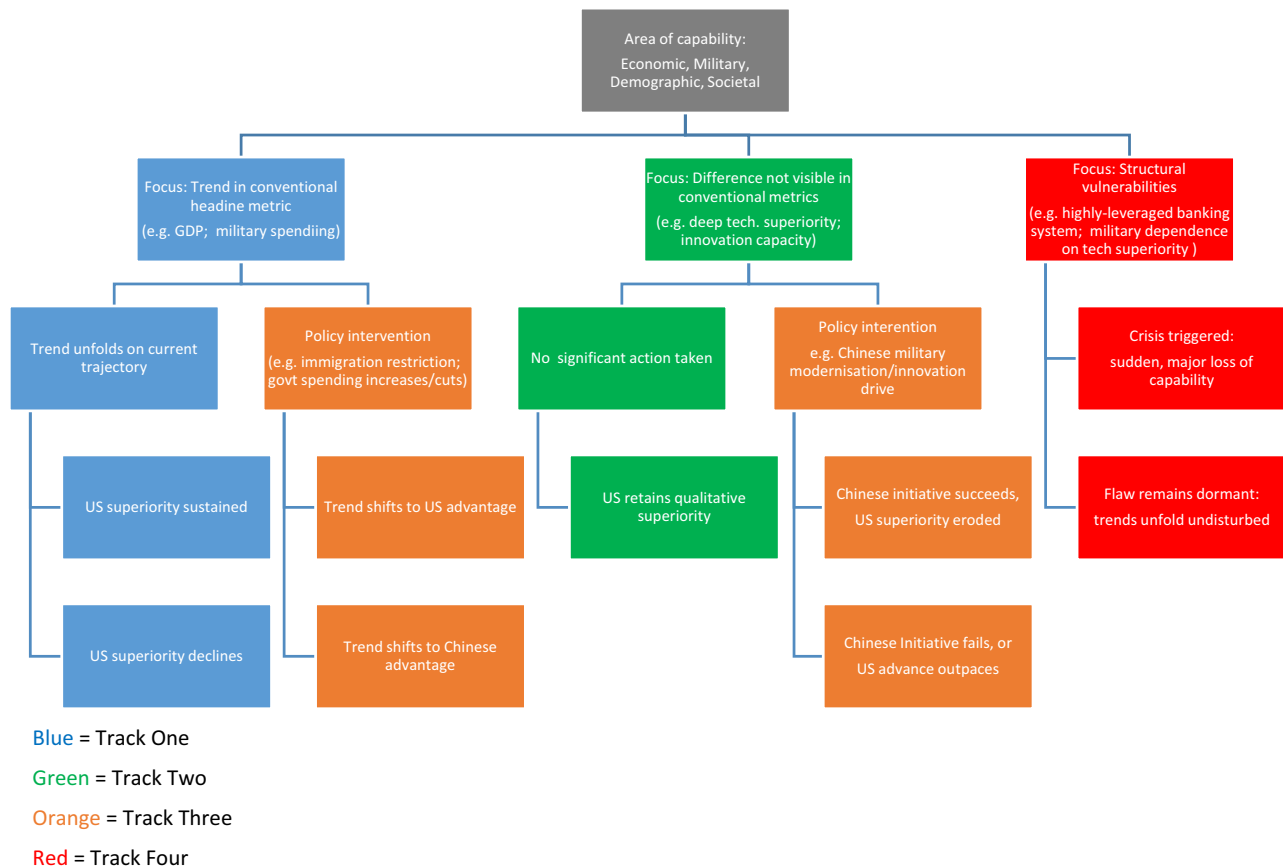 Area of capability:
Economic, Military,
Demographic, Societal
Focus: Trend in conventional
headine metric
(e.g. GDP; military spendiing)
Focus: Difference not visible in
conventional metrics
(e.g. deep tech. superiority;
innovation capacity)
Focus: Structural
vulnerabilities
(e.g. highly-leveraged banking
system; military dependence
on tech superiority )
Trend unfolds on current
trajectory
Policy intervention
(e.g. immigration restriction;
govt spending increases/cuts)
No significant action taken
Policy interention
e.g. Chinese military
modernisation/innovation
drive
Crisis triggered:
sudden, major loss of
capability
US superiority sustained
Trend shifts to US advantage
US retains qualitative
superiority
Chinese initiative succeeds,
US superiority eroded
Flaw remains dormant:
trends unfold undisturbed
US superiority declines
Trend shifts to Chinese
advantage
Chinese Initiative fails, or
US advance outpaces
Blue = Track One
Green = Track Two
Orange = Track Three
Red = Track Four